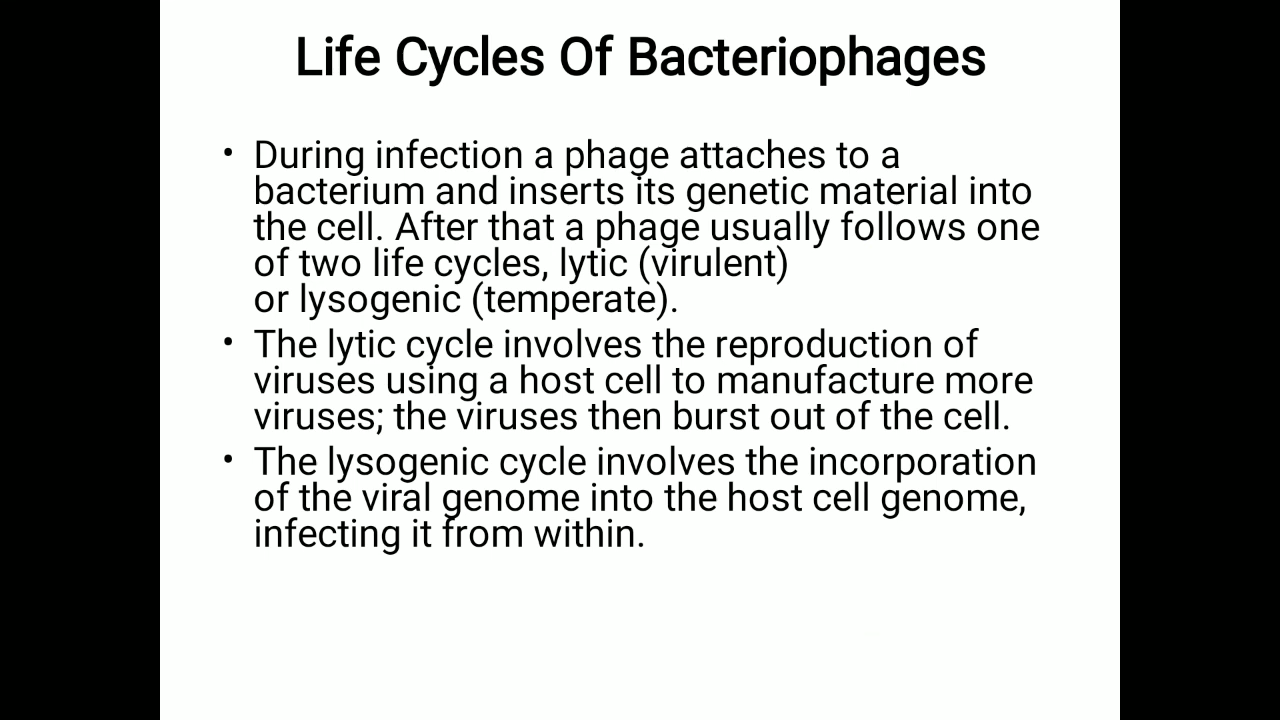 Life Cycles Of Bacteriophages
• During infection a phage attaches to a
bacterium and inserts its genetic material into
the cell. After that a phage usually follows one
of two life cycles, lytic (virulent)
or lysogenic (temperate).
• The lytic cycle involves the reproduction of
viruses using a host cell to manufacture more
viruses; the viruses then burst out of the cell.
• The lysogenic cycle involves the incorporation
of the viral genome into the host cell genome,
infecting it from within.